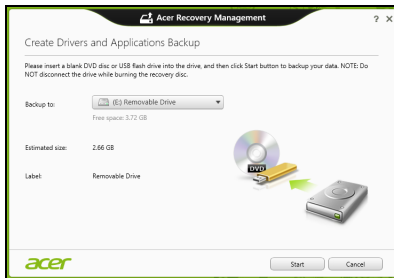 Acer Recovery Management
? X
Create Drivers and Applications Backup
Please insert a blank DVD disc or USB flash drive into the drive, and then click Start button to backup your data. NOTE: Do
NOT disconnect the drive while burning the recovery disc.
Backup to:
(E:) Removable Drive
Free space: 3.72 GB
Estimated size:
2.66 GB
Label:
Removable Drive
DVD
acer
Start
Cancel